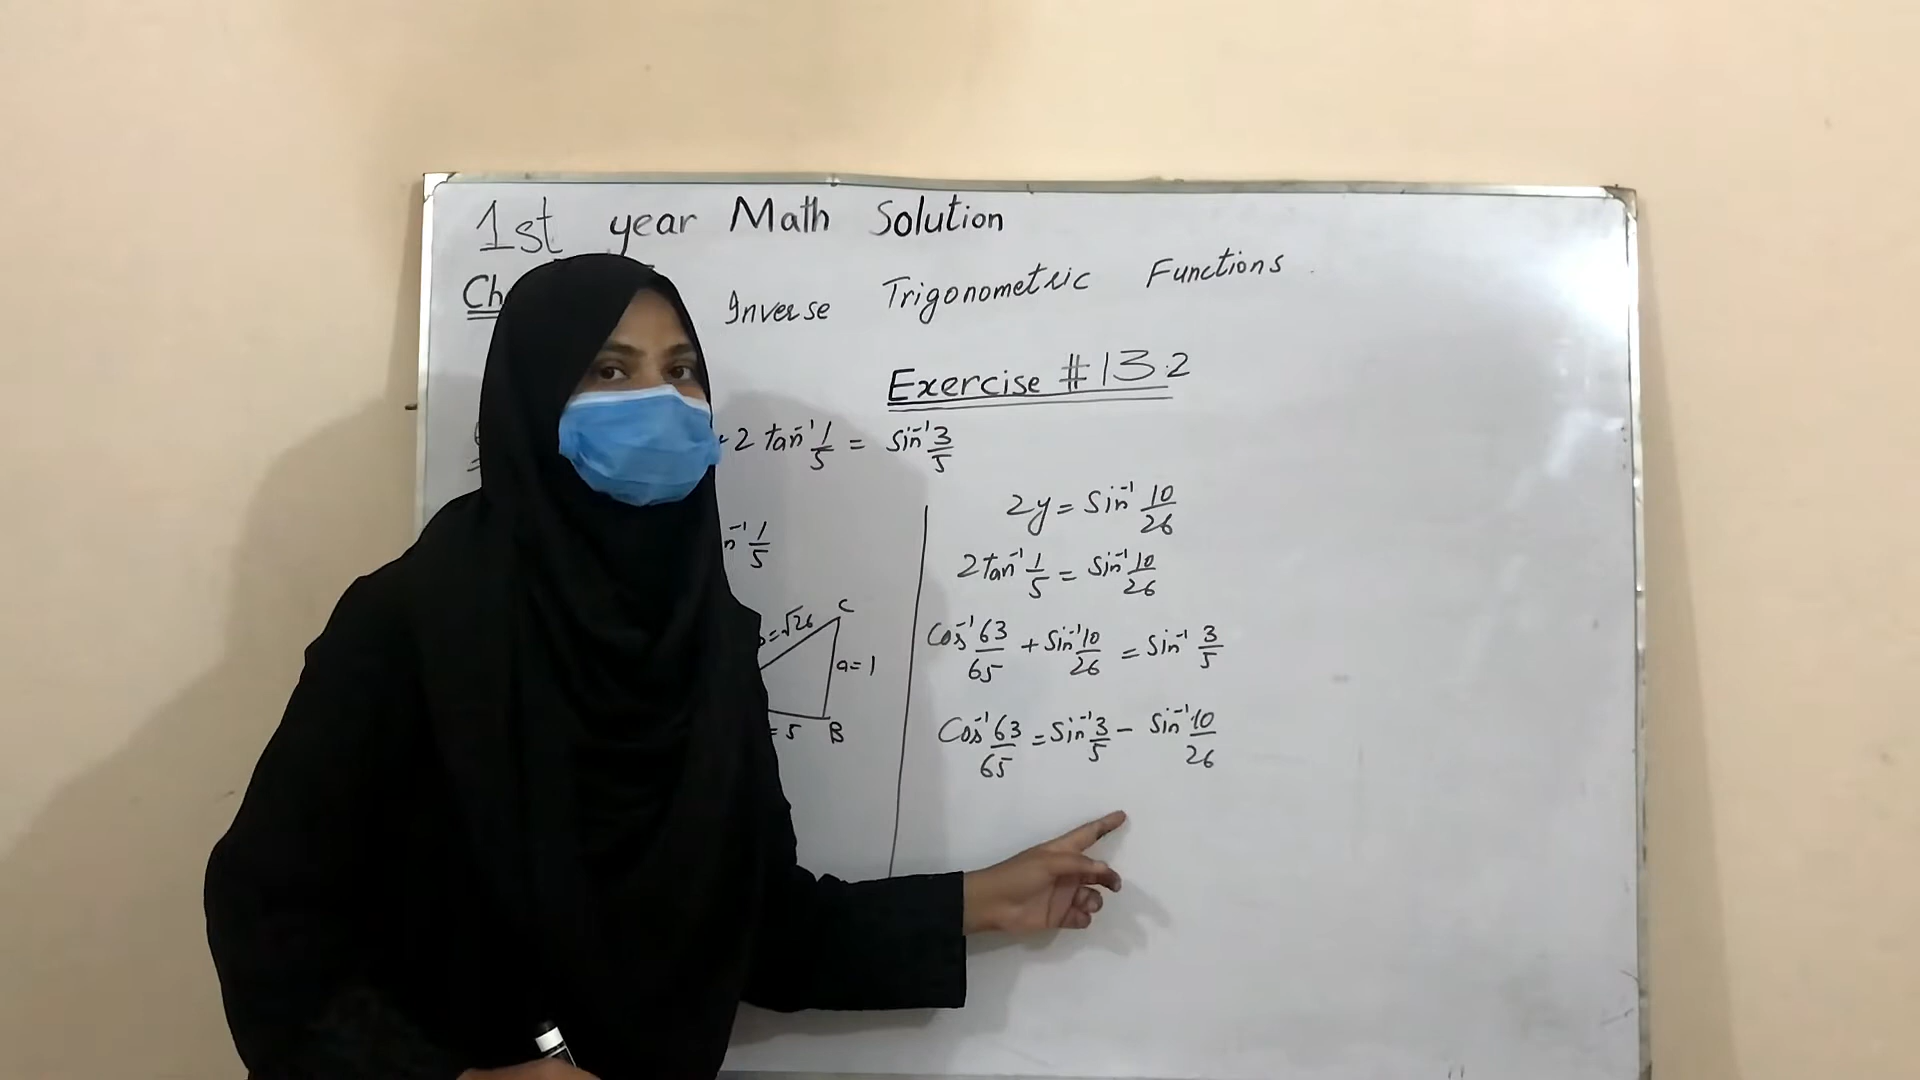 1st year Math Solution
Ch Inverse Trigonometric Functions
Exercise # 13.2
2 tan⁻¹ 1/5 = Sin⁻¹ 3/5
n⁻¹ 1/5
b=√26 C
a=1
=5 B
2y = Sin⁻¹ 10/26
2 tan⁻¹ 1/5 = Sin⁻¹ 10/26
Cos⁻¹ 63/65 + Sin⁻¹ 10/26 = Sin⁻¹ 3/5
Cos⁻¹ 63/65 = Sin⁻¹ 3/5 - Sin⁻¹ 10/26